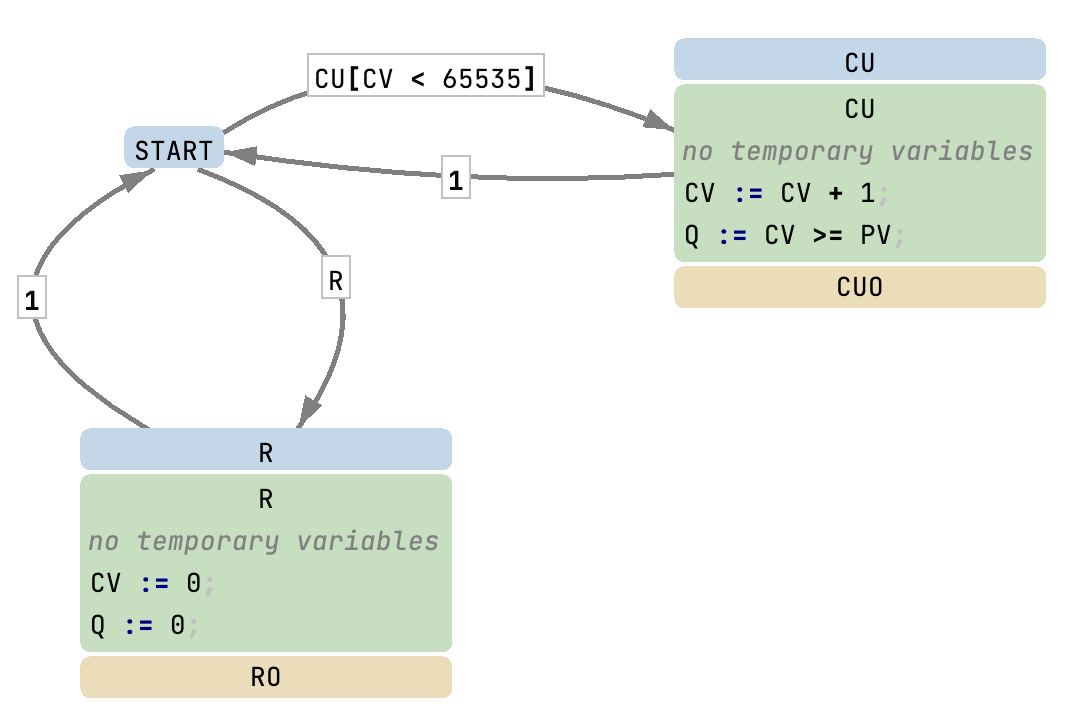 CU[CV < 65535]
START
1
CU
CU
no temporary variables
CV := CV + 1;
Q := CV >= PV;
CUO
1
R
R
R
no temporary variables
CV := 0;
Q := 0;
RO